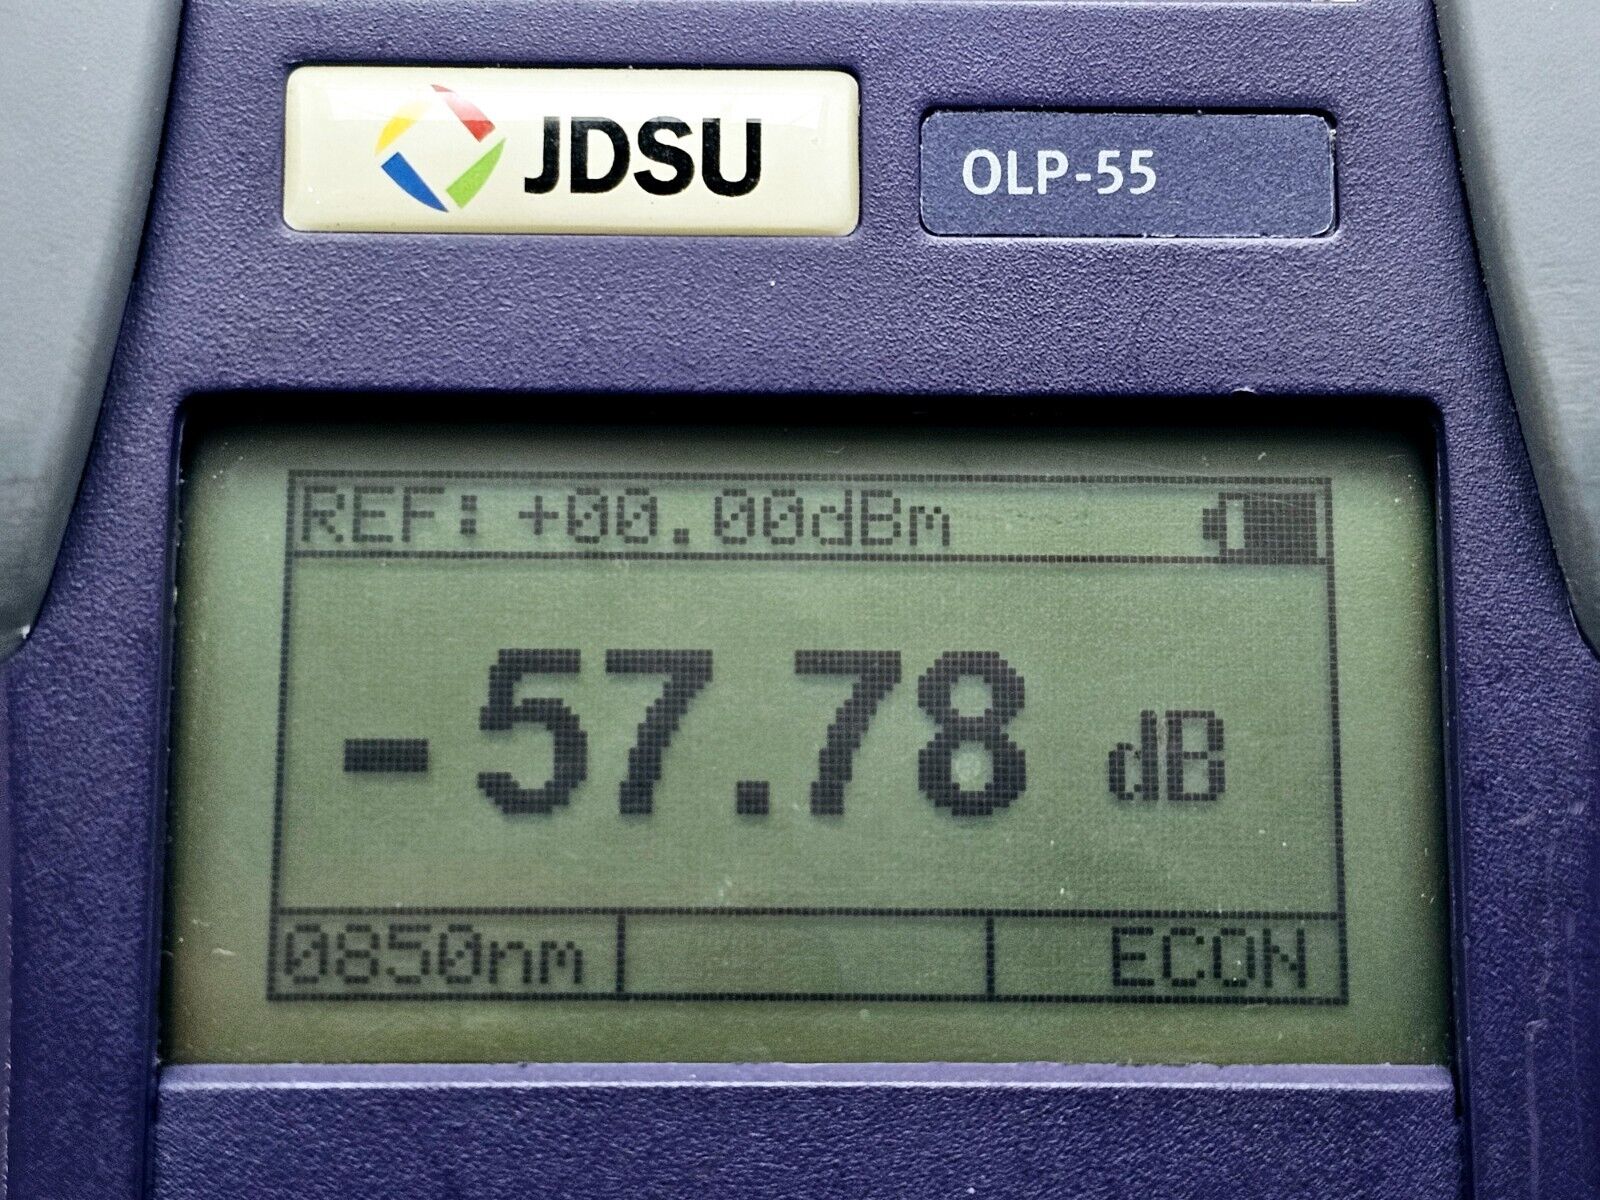 JDSU
OLP-55
REF: +00.00dBm
-57.78 dB
0850nm ECON